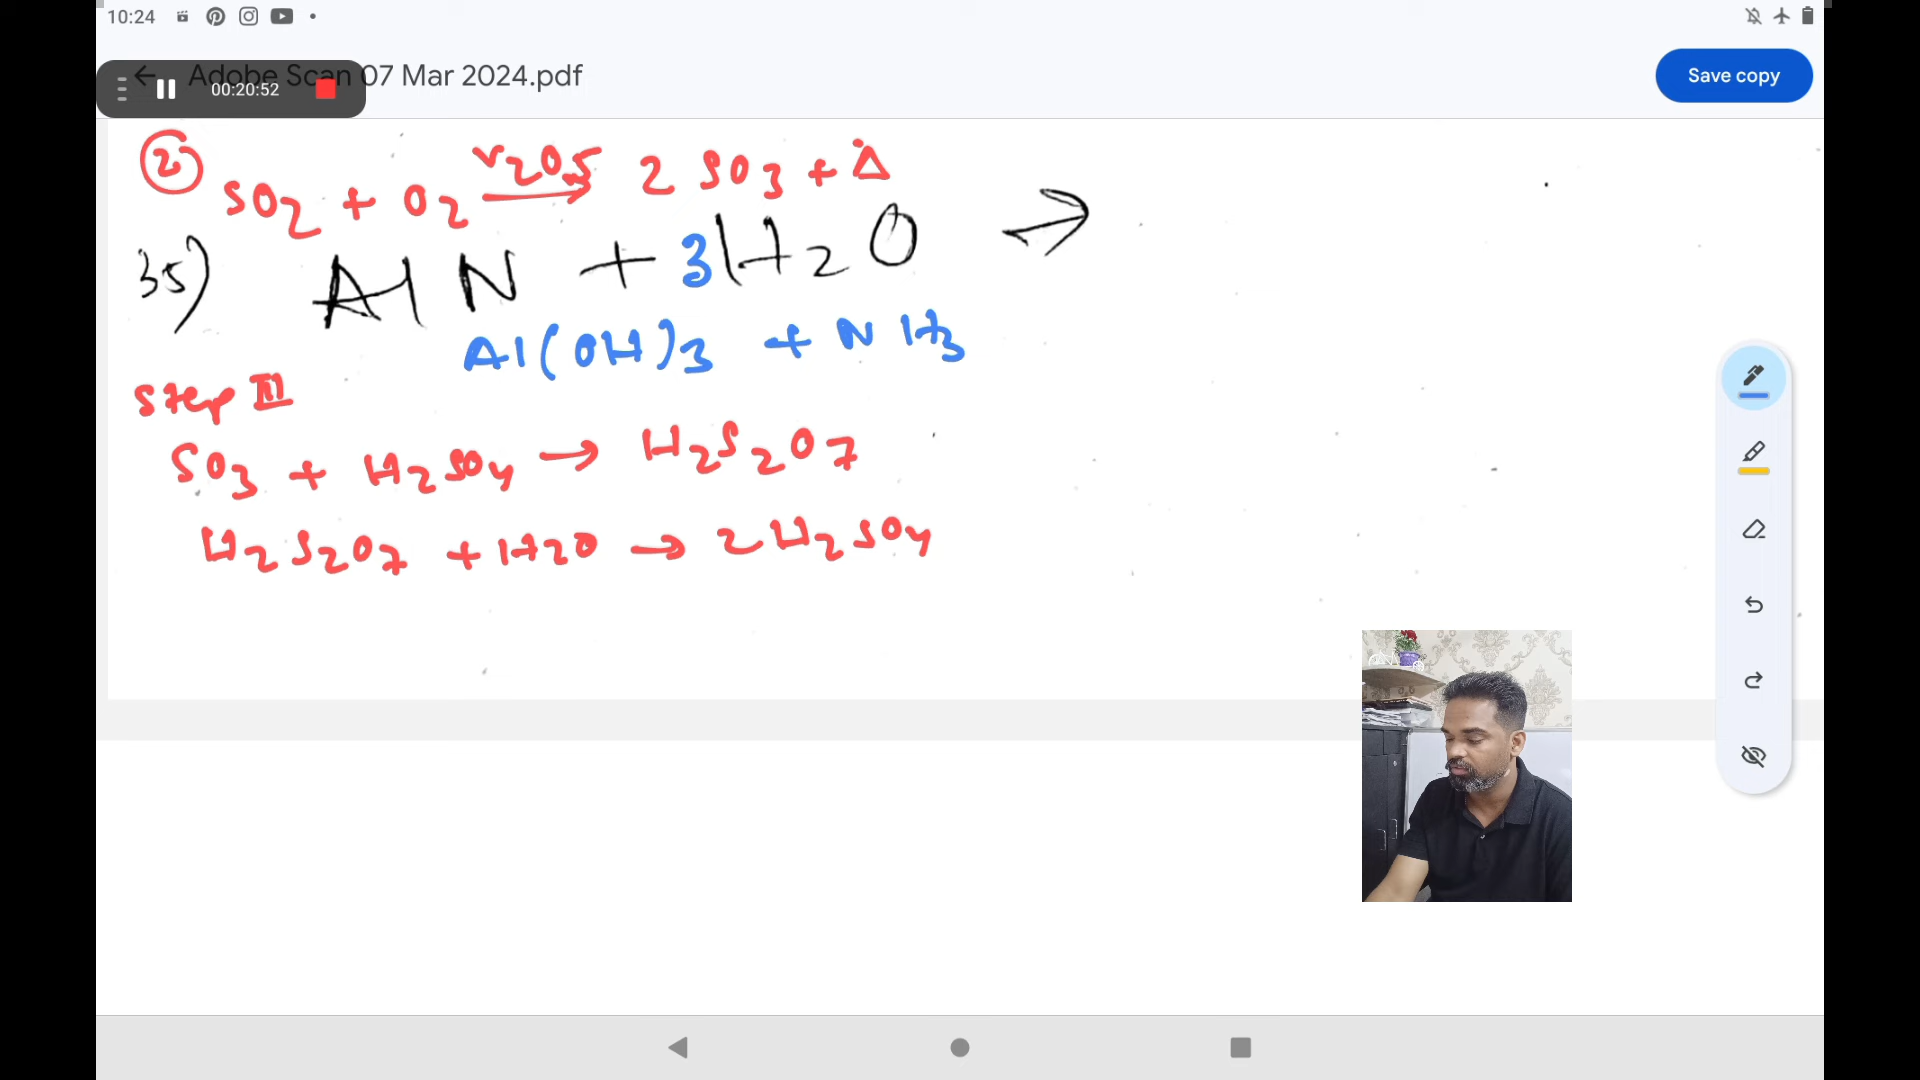 10:24
Adobe Scan 07 Mar 2024.pdf
00:20:52
Save copy
② SO2 + O2 V2O5→ 2 SO3 + Δ
35) AlN + 3H2O →
Al(OH)3 + NH3
Step III
SO3 + H2SO4 → H2S2O7
H2S2O7 + H2O → 2H2SO4